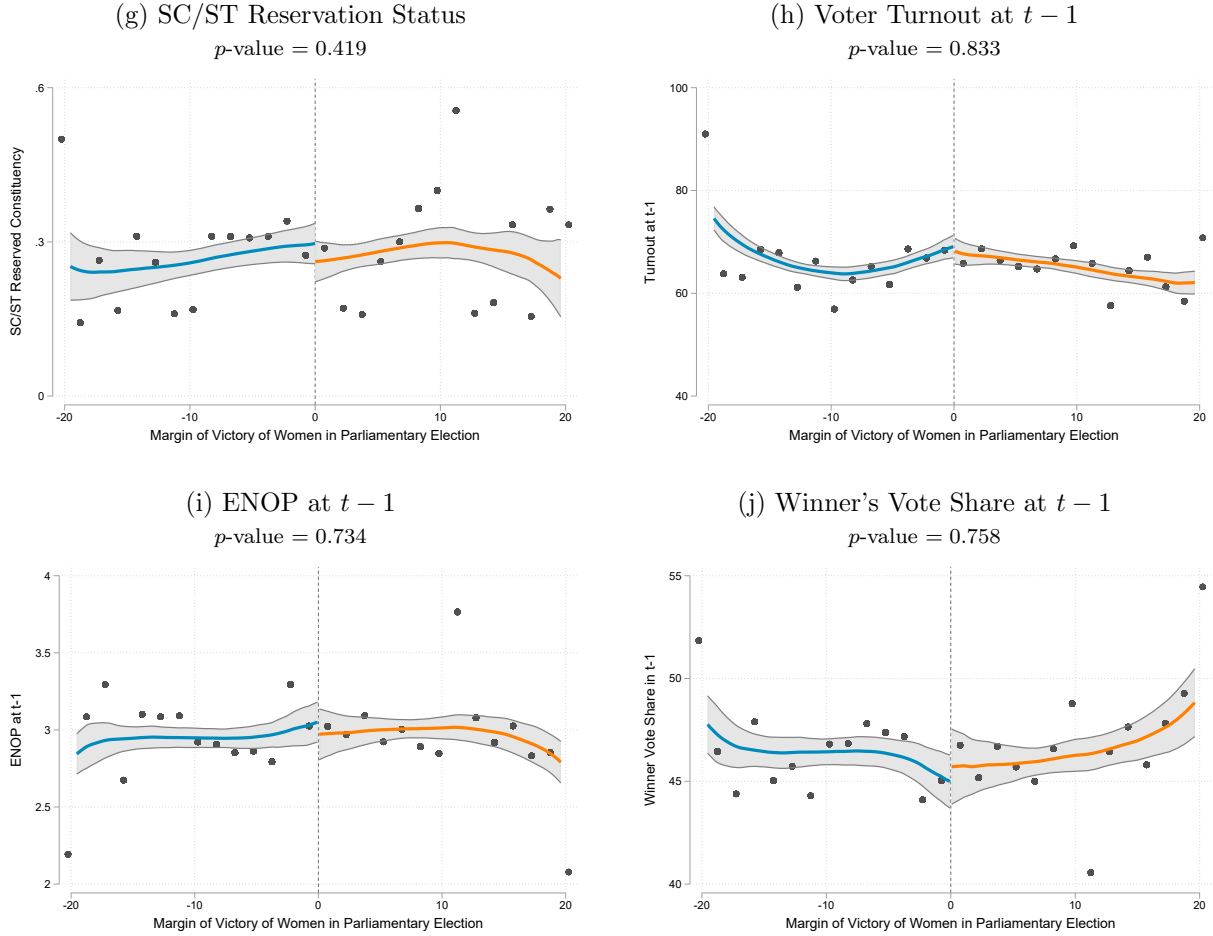 (g) SC/ST Reservation Status
p-value = 0.419
.6
.3
0
SC/ST Reserved Constituency
-20 -10 0 10 20
Margin of Victory of Women in Parliamentary Election
(h) Voter Turnout at t − 1
p-value = 0.833
100
80
60
40
Turnout at t-1
-20 -10 0 10 20
Margin of Victory of Women in Parliamentary Election
(i) ENOP at t − 1
p-value = 0.734
4
3.5
3
2.5
2
ENOP at t-1
-20 -10 0 10 20
Margin of Victory of Women in Parliamentary Election
(j) Winner's Vote Share at t − 1
p-value = 0.758
55
50
45
40
Winner Vote Share in t-1
-20 -10 0 10 20
Margin of Victory of Women in Parliamentary Election